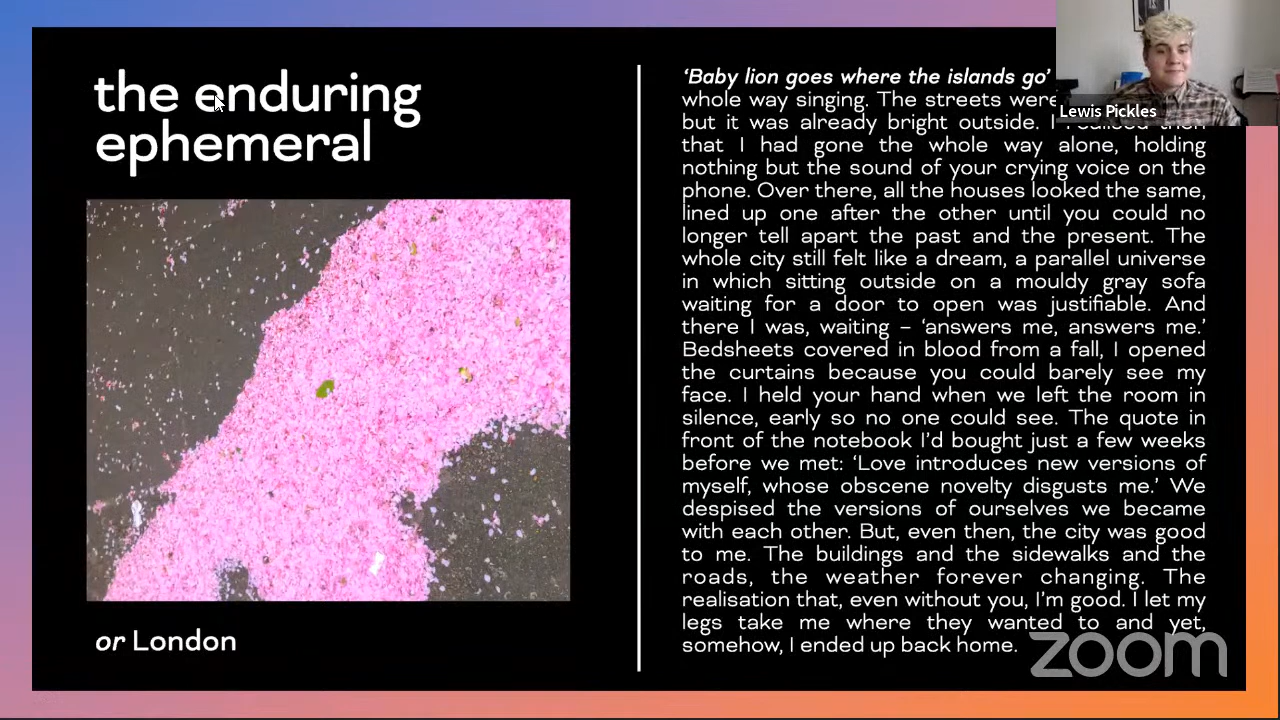 the enduring
ephemeral
or London
‘Baby lion goes where the islands go’
whole way singing. The streets were
but it was already bright outside. I realised then
that I had gone the whole way alone, holding
nothing but the sound of your crying voice on the
phone. Over there, all the houses looked the same,
lined up one after the other until you could no
longer tell apart the past and the present. The
whole city still felt like a dream, a parallel universe
in which sitting outside on a mouldy gray sofa
waiting for a door to open was justifiable. And
there I was, waiting – ‘answers me, answers me.’
Bedsheets covered in blood from a fall, I opened
the curtains because you could barely see my
face. I held your hand when we left the room in
silence, early so no one could see. The quote in
front of the notebook I’d bought just a few weeks
before we met: ‘Love introduces new versions of
myself, whose obscene novelty disgusts me.’ We
despised the versions of ourselves we became
with each other. But, even then, the city was good
to me. The buildings and the sidewalks and the
roads, the weather forever changing. The
realisation that, even without you, I’m good. I let my
legs take me where they wanted to and yet,
somehow, I ended up back home.
Lewis Pickles
zoom